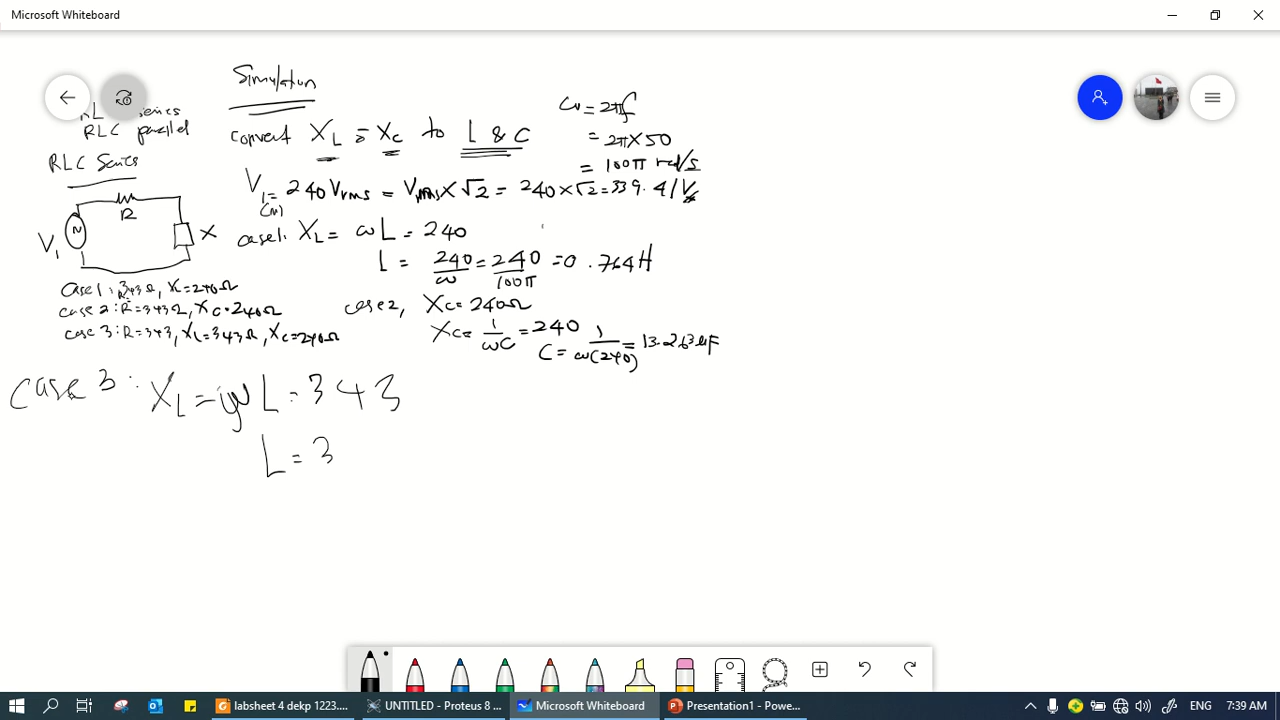 Microsoft Whiteboard
Simulation
RLC parallel
RLC Series
convert XL = Xc to L & C
ω = 2πf
= 2π×50
= 100π rad/s
V1 = 240 Vrms = Vrms × √2 = 240 × √2 = 339.41V
(m)
V1
R
X
N
case1. XL = ωL = 240
L = 240/ω = 240/100π = 0.764H
case 1: R=343Ω, XL=240Ω
case 2: R=343Ω, Xc=240Ω
case 3: R=343, XL=343Ω, Xc=240Ω
case2, Xc=240Ω
Xc = 1/ωC = 240
C = 1/ω(240) = 13.263µF
Case 3: XL = ωL = 343
L = 3
labsheet 4 dekp 1223....
UNTITLED - Proteus 8 ...
Microsoft Whiteboard
Presentation1 - Powe...
ENG
7:39 AM